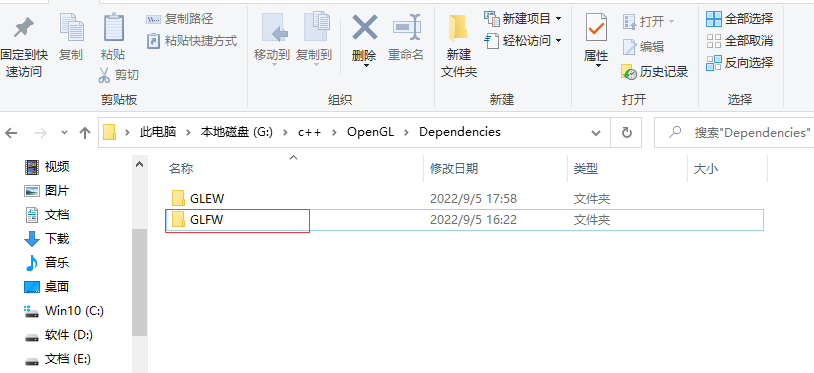 固定到快速访问
复制
粘贴
复制路径
粘贴快捷方式
剪切
剪贴板
移动到
复制到
删除
重命名
组织
新建文件夹
新建项目
轻松访问
新建
属性
打开
编辑
历史记录
打开
全部选择
全部取消
反向选择
选择
此电脑 > 本地磁盘 (G:) > c++ > OpenGL > Dependencies
搜索"Dependencies"
名称 修改日期 类型 大小
GLEW 2022/9/5 17:58 文件夹
GLFW 2022/9/5 16:22 文件夹
视频
图片
文档
下载
音乐
桌面
Win10 (C:)
软件 (D:)
文档 (E:)